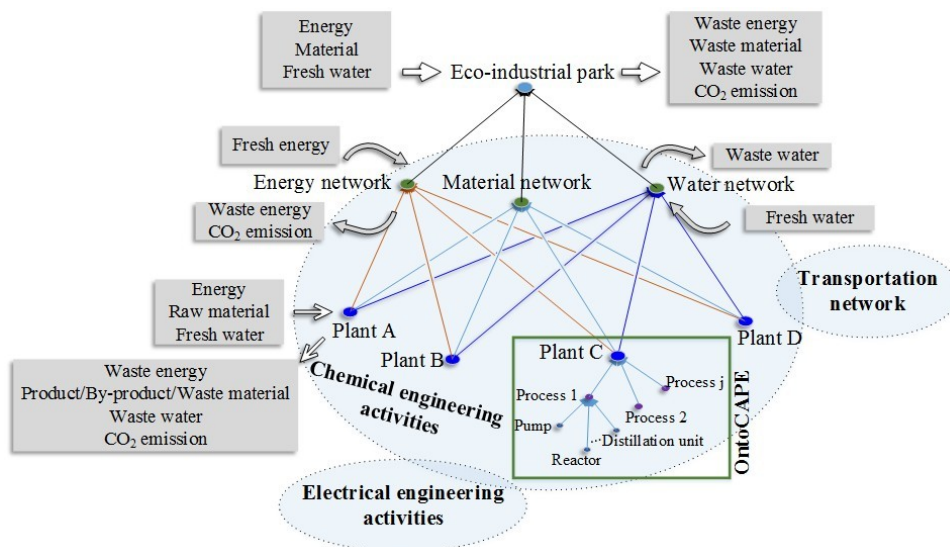 Energy
Material
Fresh water
Eco-industrial park
Waste energy
Waste material
Waste water
CO₂ emission
Fresh energy
Waste water
Energy network
Material network
Water network
Waste energy
CO₂ emission
Fresh water
Transportation
network
Energy
Raw material
Fresh water
Plant A
Plant B
Plant C
Plant D
Waste energy
Product/By-product/Waste material
Waste water
CO₂ emission
Chemical engineering
activities
Process 1
Process j
Process 2
Pump
Distillation unit
Reactor
OntoCAPE
Electrical engineering
activities